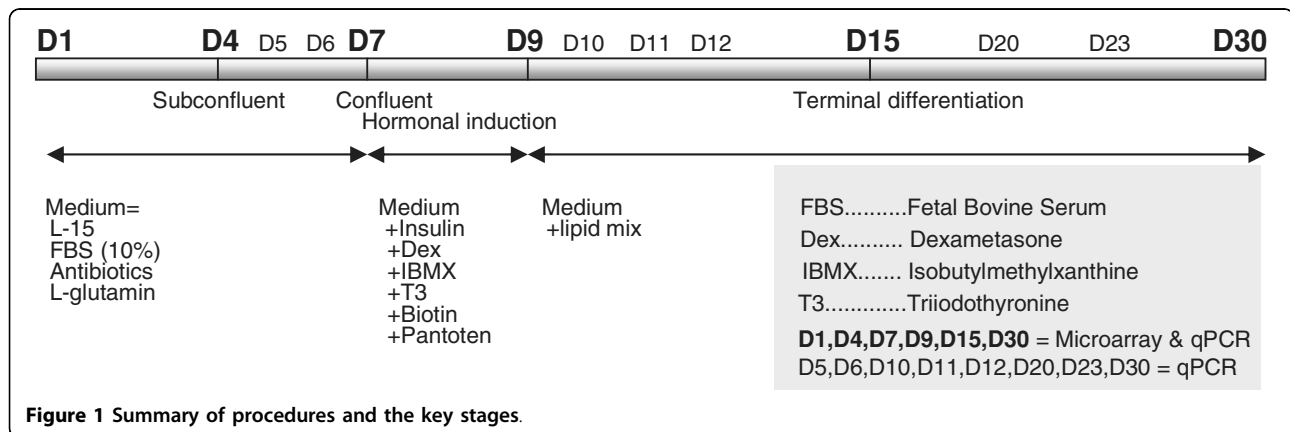 D1 D4 D5 D6 D7 D9 D10 D11 D12 D15 D20 D23 D30
Subconfluent Confluent Terminal differentiation
Hormonal induction
Medium=
L-15
FBS (10%)
Antibiotics
L-glutamin
Medium
+Insulin
+Dex
+IBMX
+T3
+Biotin
+Pantoten
Medium
+lipid mix
FBS..........Fetal Bovine Serum
Dex.......... Dexametasone
IBMX....... Isobutylmethylxanthine
T3.............Triiodothyronine
D1,D4,D7,D9,D15,D30 = Microarray & qPCR
D5,D6,D10,D11,D12,D20,D23,D30 = qPCR
Figure 1 Summary of procedures and the key stages.